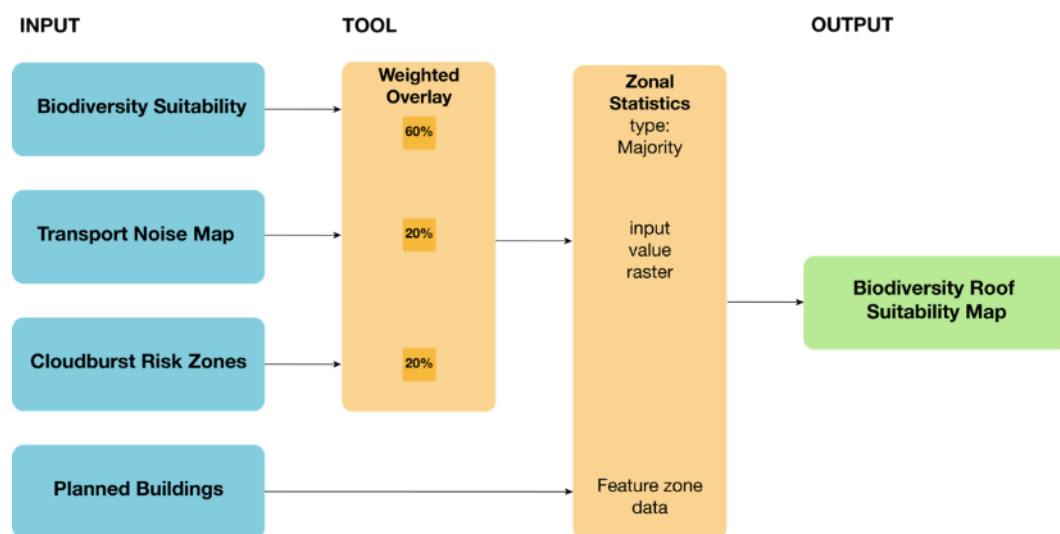 INPUT
TOOL
OUTPUT
Biodiversity Suitability
Transport Noise Map
Cloudburst Risk Zones
Planned Buildings
Weighted
Overlay
60%
20%
20%
Zonal
Statistics
type:
Majority
input
value
raster
Feature zone
data
Biodiversity Roof
Suitability Map